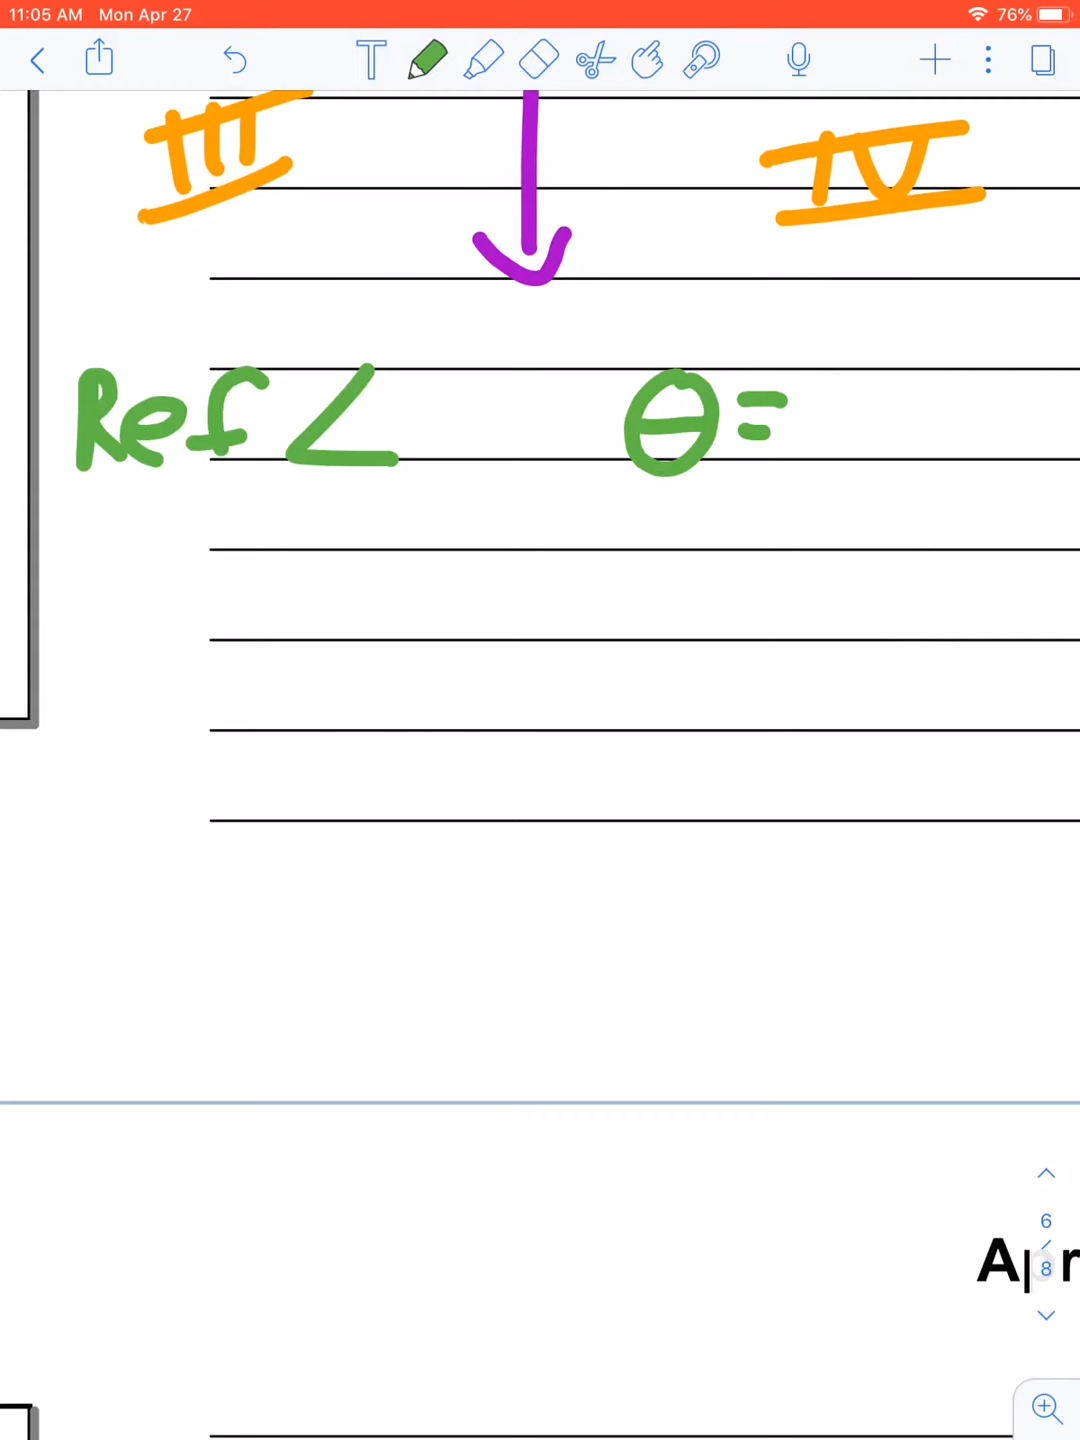 11:05 AM Mon Apr 27 76%
T
III IV
Ref < θ =
6
/
8
Apr